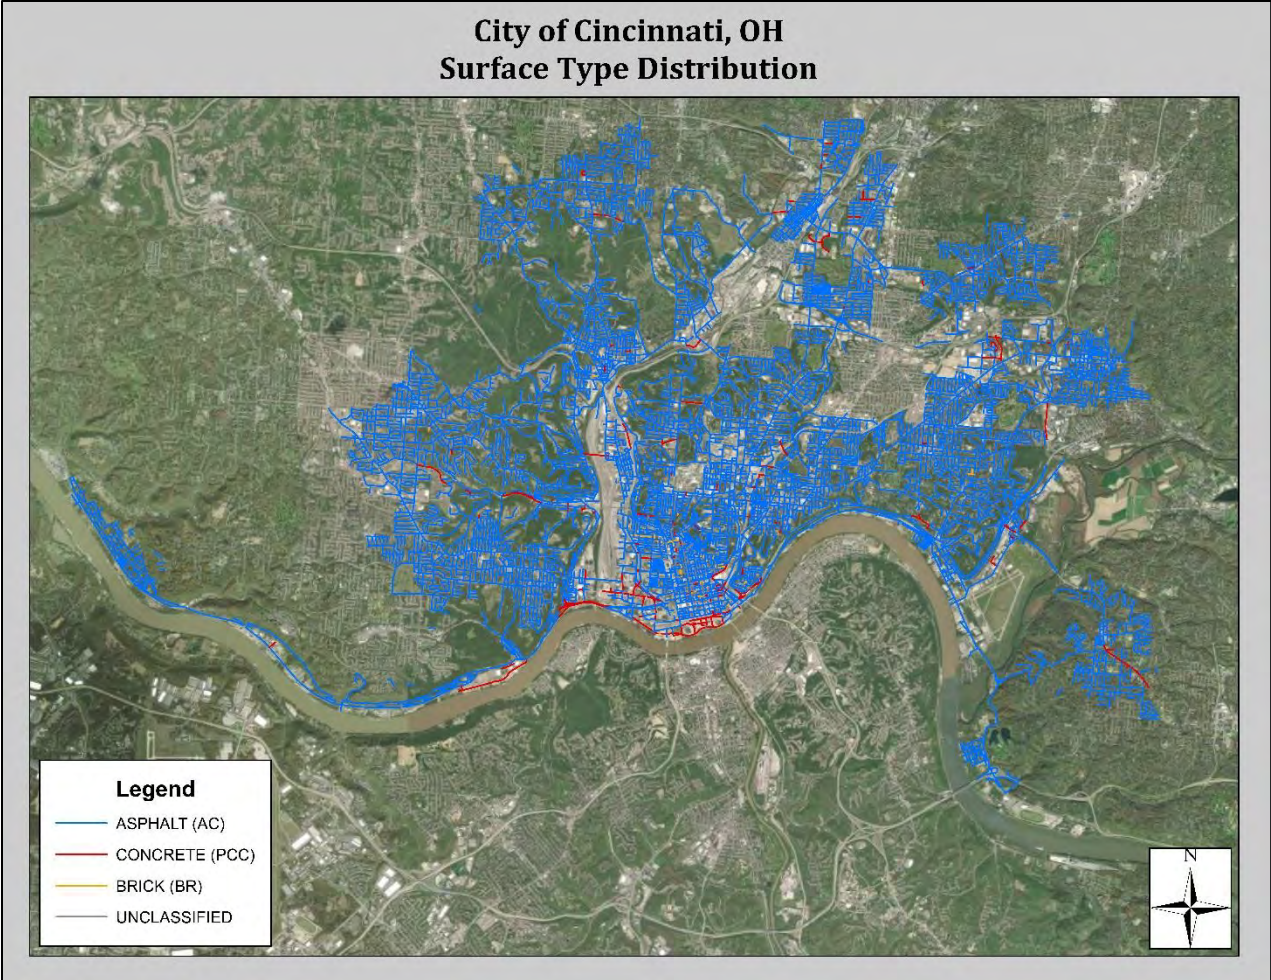 City of Cincinnati, OH
Surface Type Distribution
Legend
ASPHALT (AC)
CONCRETE (PCC)
BRICK (BR)
UNCLASSIFIED
N